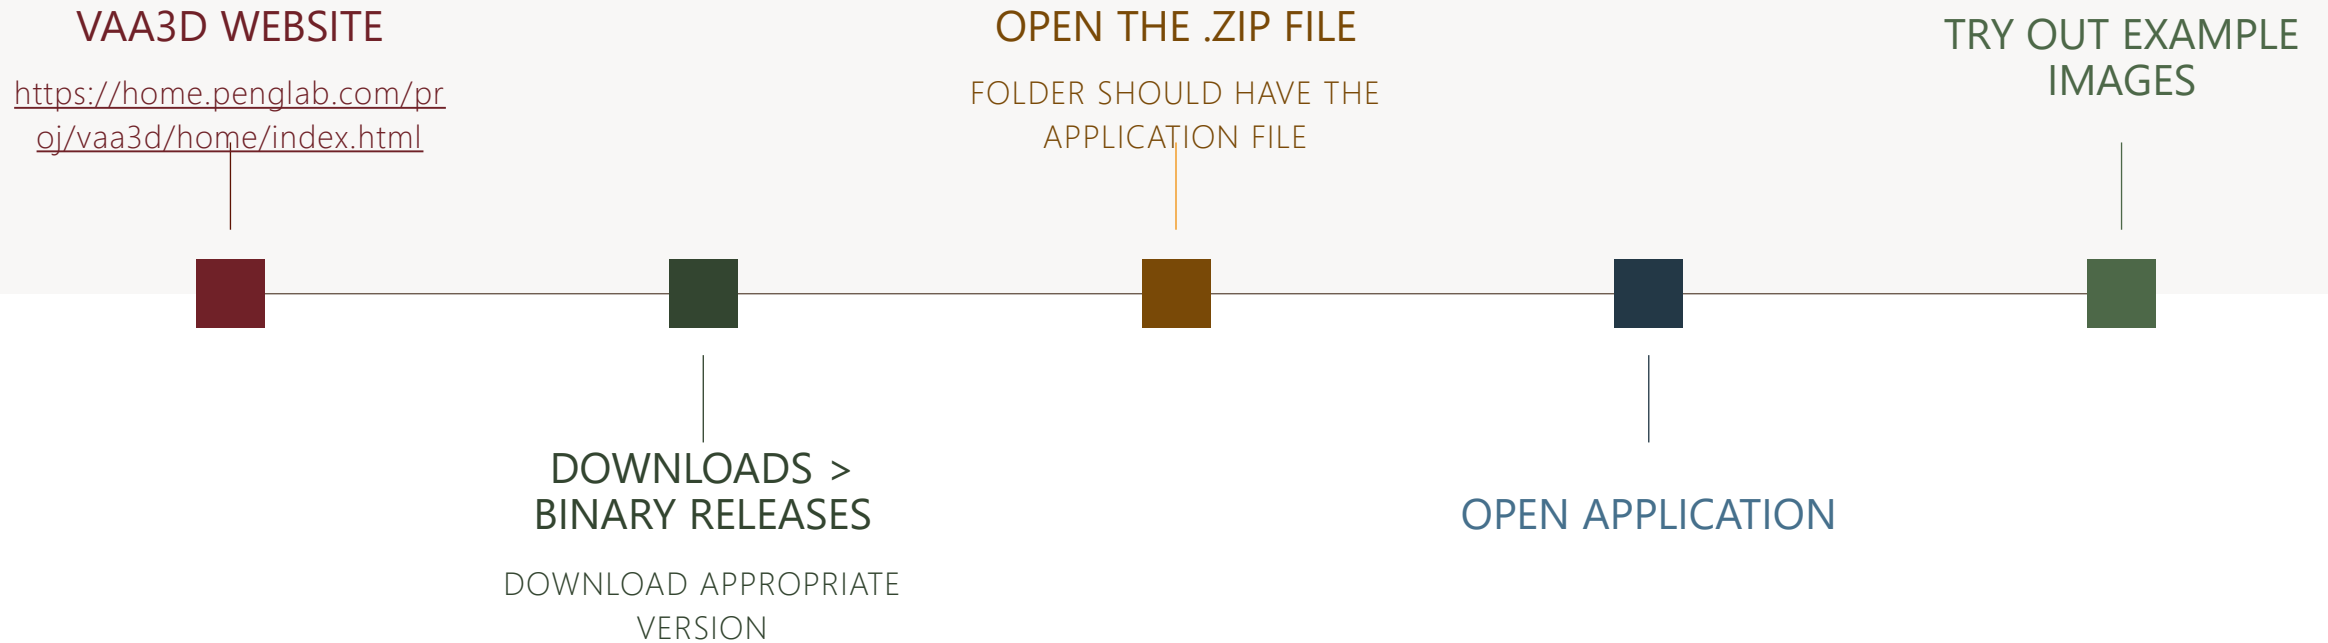 VAA3D WEBSITE
https://home.penglab.com/pr
oj/vaa3d/home/index.html
DOWNLOADS >
BINARY RELEASES
DOWNLOAD APPROPRIATE
VERSION
OPEN THE .ZIP FILE
FOLDER SHOULD HAVE THE
APPLICATION FILE
OPEN APPLICATION
TRY OUT EXAMPLE
IMAGES